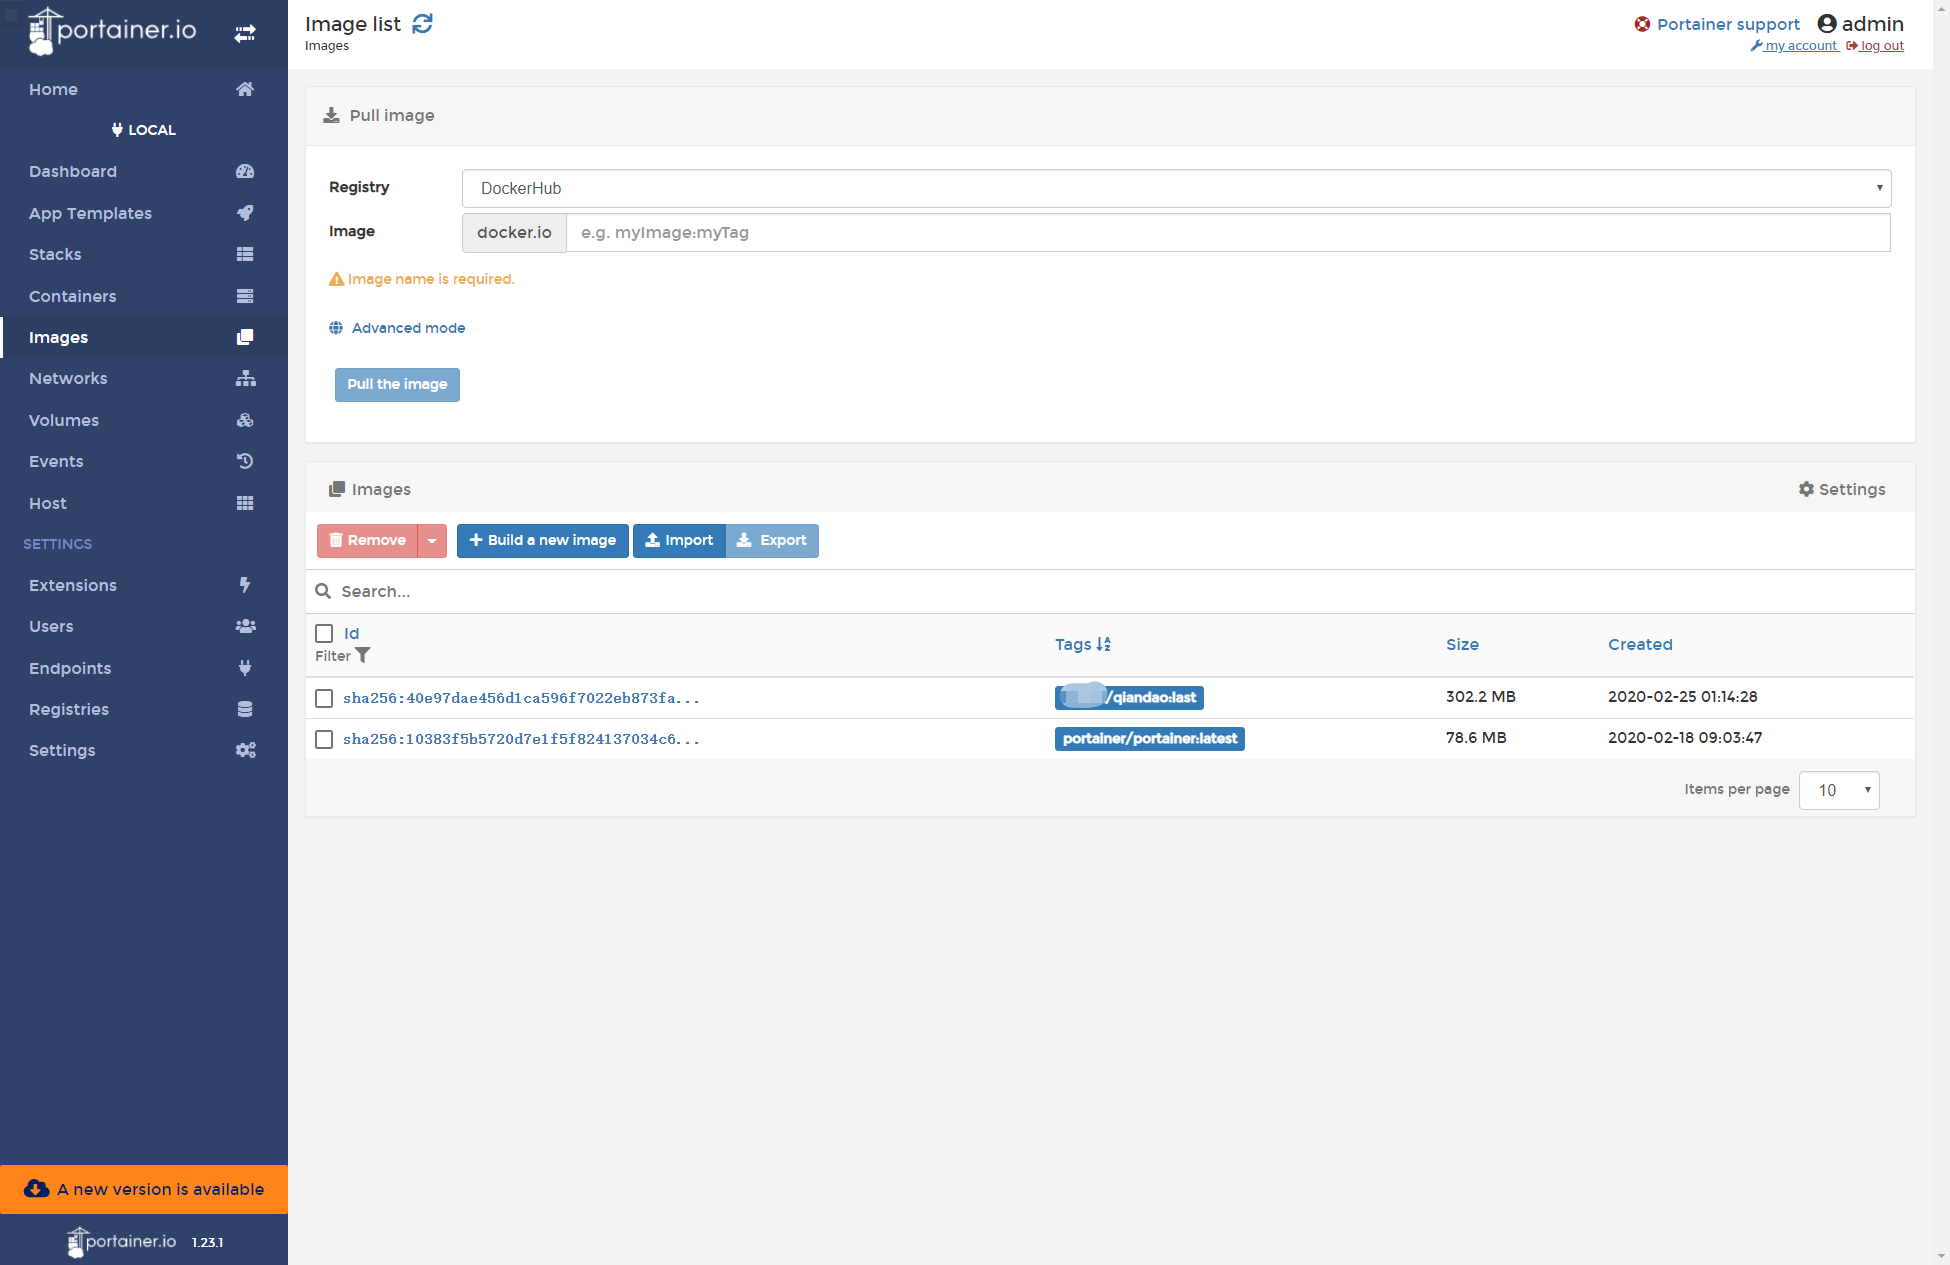 portainer.io
Home
LOCAL
Dashboard
App Templates
Stacks
Containers
Images
Networks
Volumes
Events
Host
SETTINGS
Extensions
Users
Endpoints
Registries
Settings
A new version is available
portainer.io 1.23.1
Image list
Images
Portainer support admin
my account log out
Pull image
Registry DockerHub
Image docker.io e.g. myImage:myTag
Image name is required.
Advanced mode
Pull the image
Images Settings
Remove Build a new image Import Export
Search...
Id Tags Size Created
Filter
sha256:40e97dae456d1ca596f7022eb873fa... /qiandao:last 302.2 MB 2020-02-25 01:14:28
sha256:10383f5b5720d7e1f5f824137034c6... portainer/portainer:latest 78.6 MB 2020-02-18 09:03:47
Items per page 10